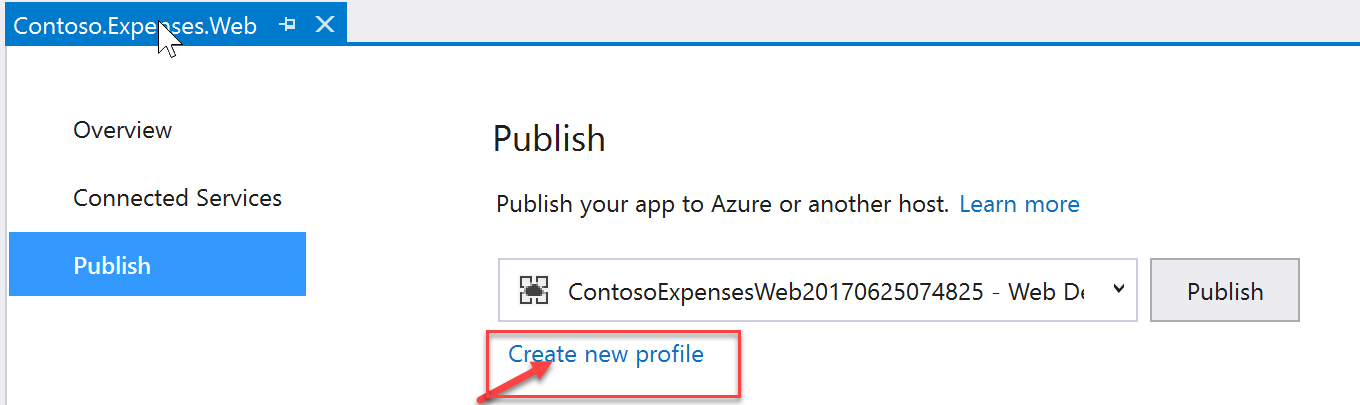 Contoso.Expenses.Web
Overview
Connected Services
Publish
Publish
Publish your app to Azure or another host. Learn more
ContosoExpensesWeb20170625074825 - Web De
Publish
Create new profile